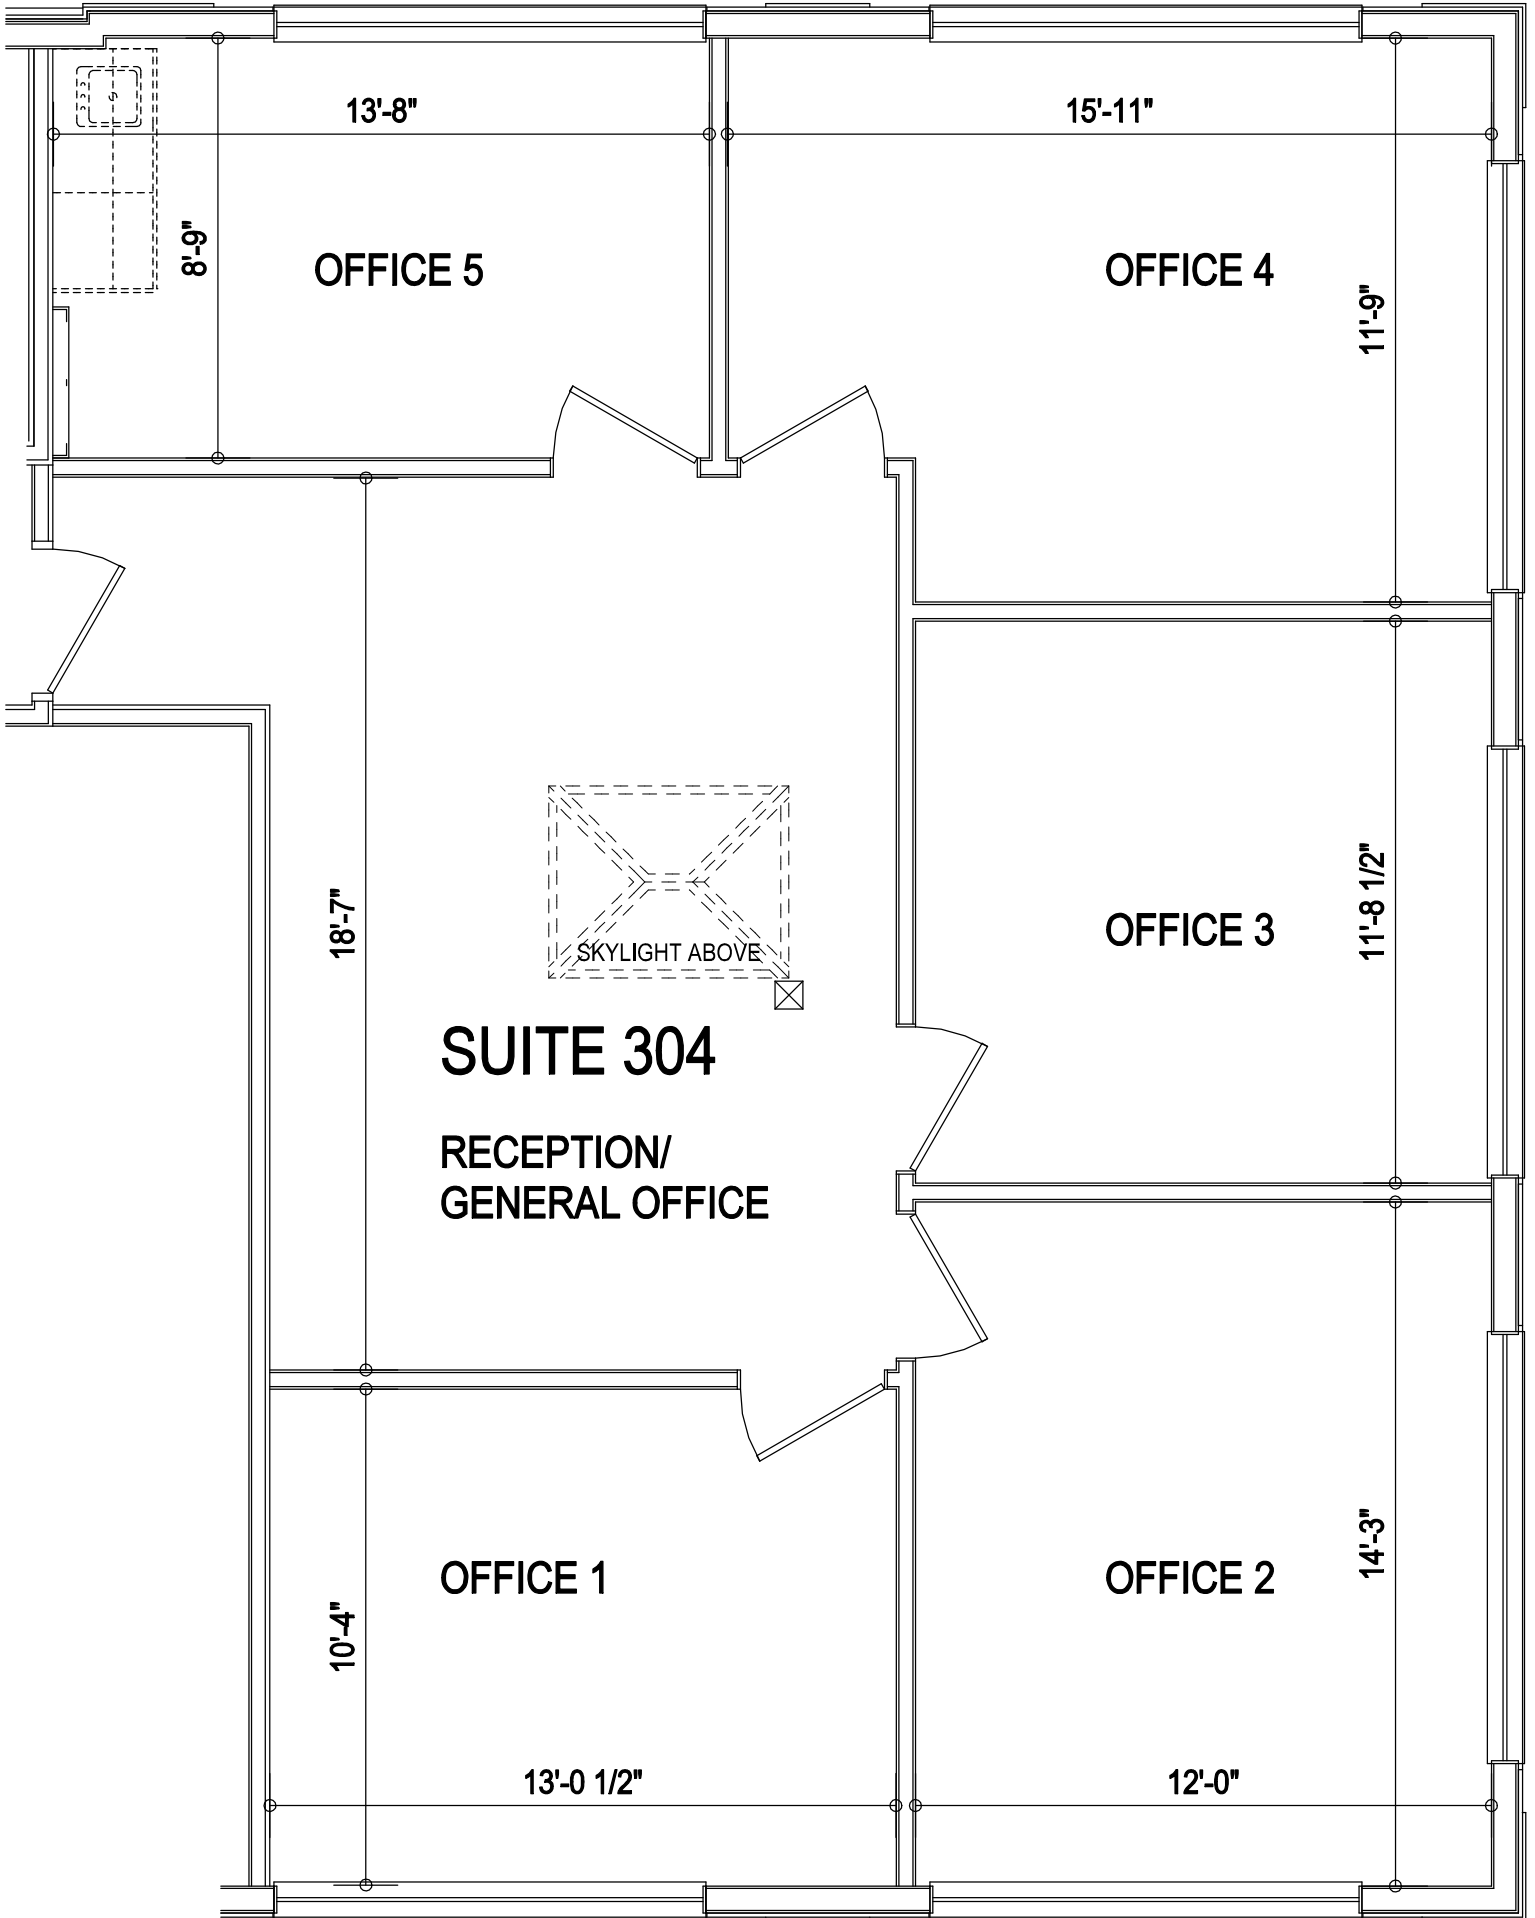 13'-8"
15'-11"
8'-9"
OFFICE 5
OFFICE 4
11'-9"
18'-7"
SKYLIGHT ABOVE
OFFICE 3
11'-8 1/2"
SUITE 304
RECEPTION/
GENERAL OFFICE
OFFICE 1
OFFICE 2
14'-3"
10'-4"
13'-0 1/2"
12'-0"